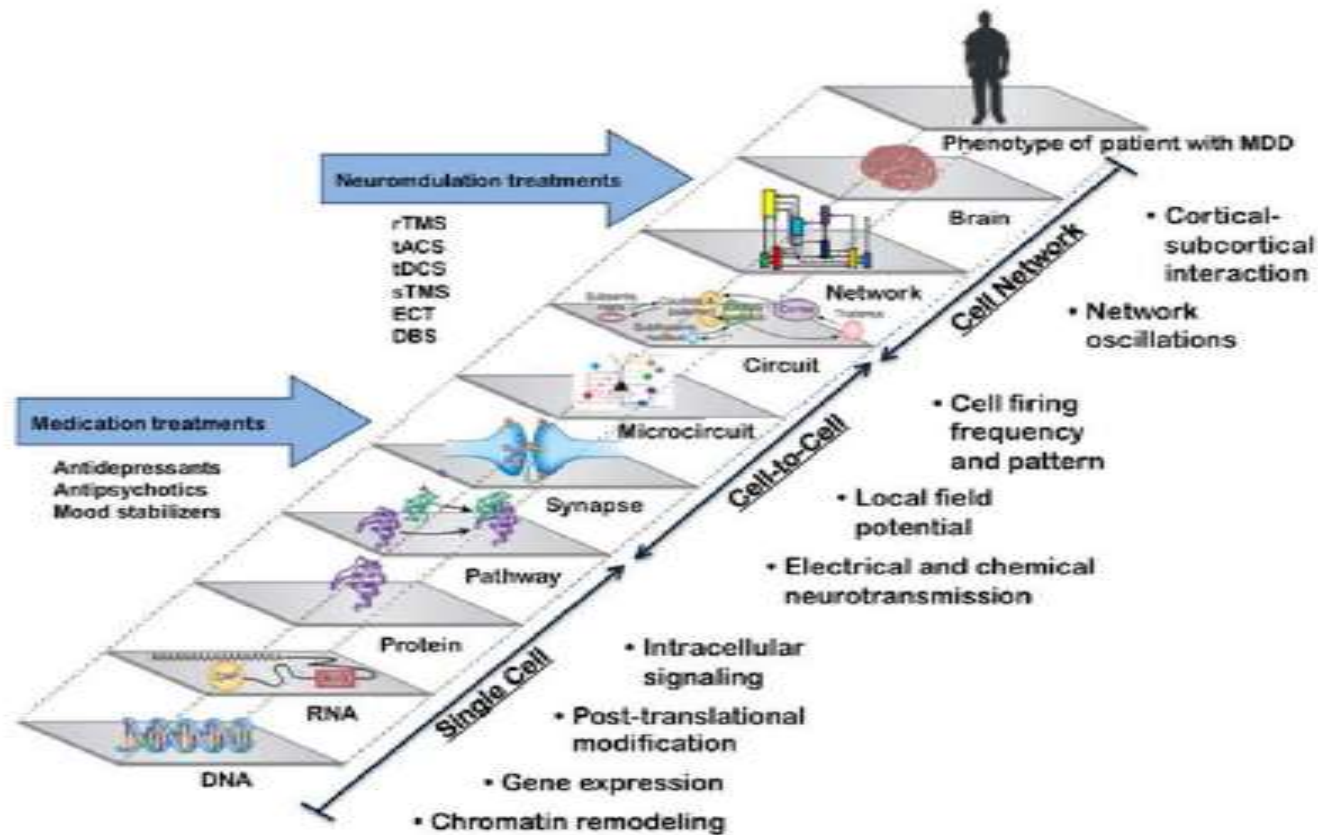 Phenotype of patient with MDD
Neuromdulation treatments
rTMS
tACS
tDCS
sTMS
ECT
DBS
Brain
• Cortical-
subcortical
interaction
Network
Cell Network
• Network
oscillations
Cortex
Circuit
Medication treatments
Antidepressants
Antipsychotics
Mood stabilizers
Microcircuit
• Cell firing
frequency
and pattern
Cell-to-Cell
Synapse
• Local field
potential
Pathway
• Electrical and chemical
neurotransmission
Protein
• Intracellular
signaling
RNA
Single Cell
• Post-translational
modification
DNA
• Gene expression
• Chromatin remodeling